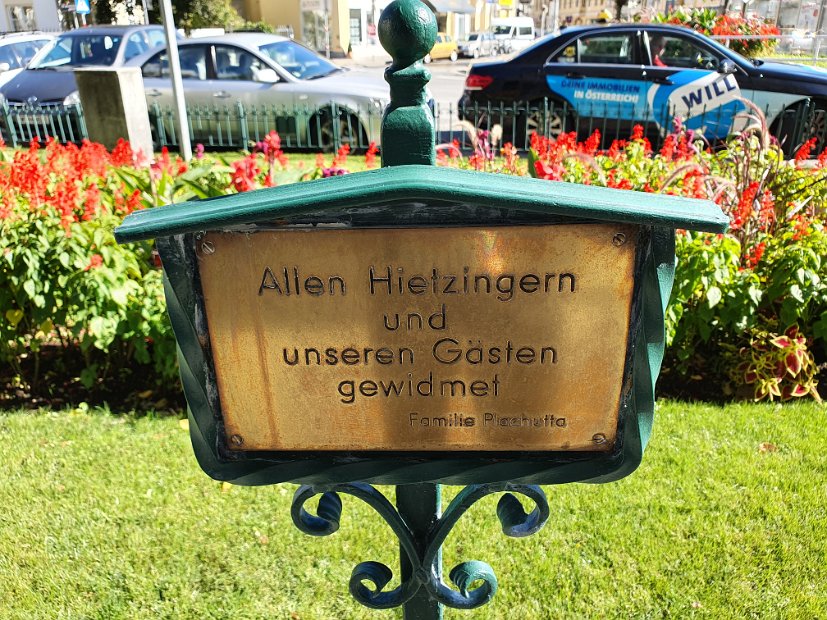 DEINE IMMOBILIEN
IN ÖSTERREICH!
WILL
Allen Hietzingern
und
unseren Gästen
gewidmet
Familie Plachutta